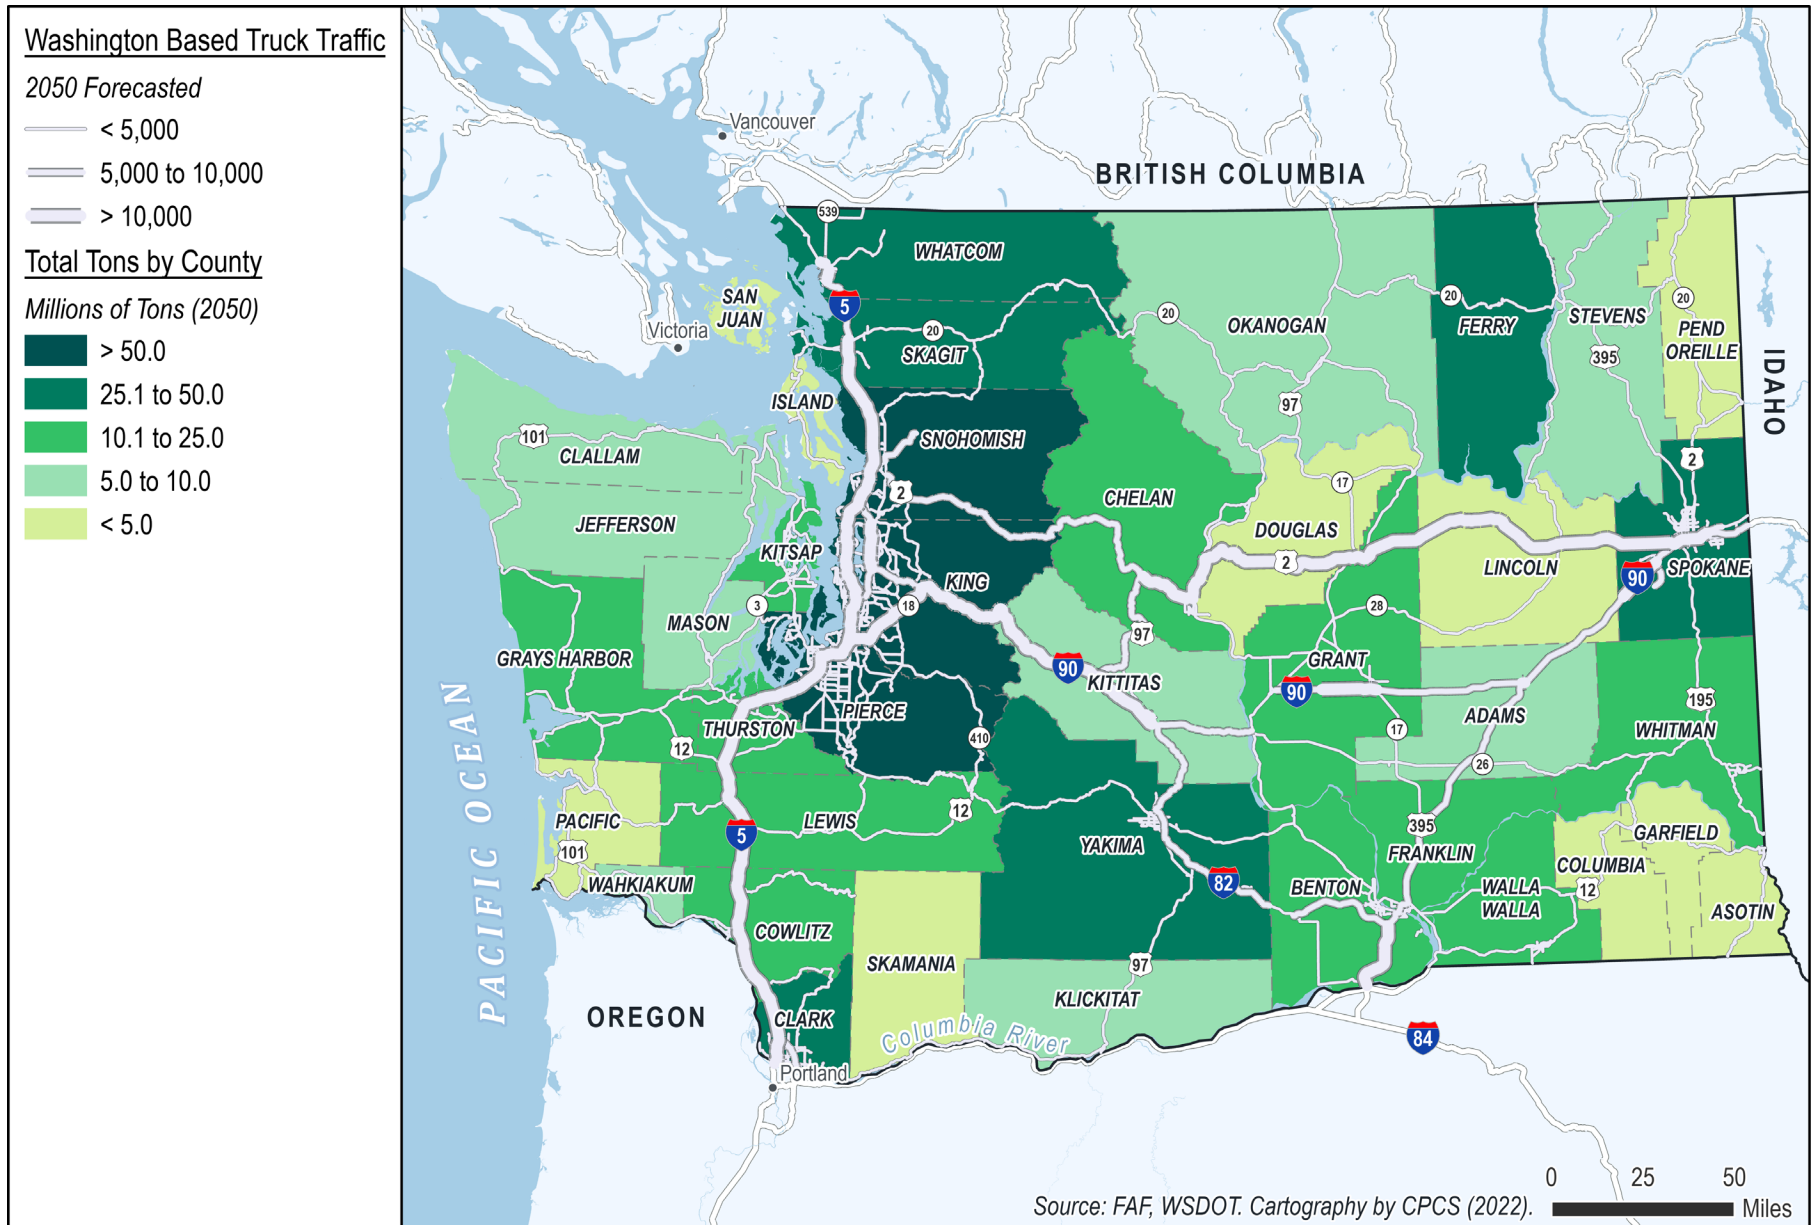 Washington Based Truck Traffic
2050 Forecasted
< 5,000
5,000 to 10,000
> 10,000
Total Tons by County
Millions of Tons (2050)
> 50.0
25.1 to 50.0
10.1 to 25.0
5.0 to 10.0
< 5.0
Vancouver
BRITISH COLUMBIA
539
WHATCOM
SAN
JUAN
5
Victoria
20
SKAGIT
20
OKANOGAN
20
FERRY
STEVENS
395
20
PEND
OREILLE
IDAHO
ISLAND
97
101
CLALLAM
SNOHOMISH
2
2
17
CHELAN
JEFFERSON
DOUGLAS
KITSAP
2
LINCOLN
90
SPOKANE
KING
18
3
28
MASON
97
GRAYS HARBOR
90
KITTITAS
GRANT
90
195
PACIFIC OCEAN
PIERCE
THURSTON
12
410
17
ADAMS
WHITMAN
26
PACIFIC
101
5
LEWIS
12
YAKIMA
395
FRANKLIN
GARFIELD
COLUMBIA
12
WAHKIAKUM
82
BENTON
WALLA
WALLA
ASOTIN
COWLITZ
SKAMANIA
97
KLICKITAT
OREGON
CLARK
Columbia River
84
Portland
0 25 50
Miles
Source: FAF, WSDOT. Cartography by CPCS (2022).